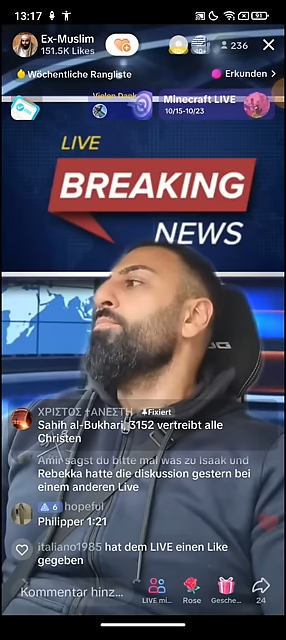 13:17
91
Ex-Muslim
151.5K Likes
236
Wöchentliche Rangliste
Erkunden >
Vielen Dank
Minecraft LIVE
10/15-10/23
LIVE
BREAKING
NEWS
ΧΡΙΣΤΟΣ †ΑΝΕΣΤΗ Fixiert
Sahih al-Bukhari, 3152 vertreibt alle
Christen
Amir sagst du bitte mal was zu Isaak und
Rebekka hatte die diskussion gestern bei
einem anderen Live
6 hopeful
Philipper 1:21
italiano1985 hat dem LIVE einen Like
gegeben
Kommentar hinz...
LIVE mi...
Rose
Gesche...
24